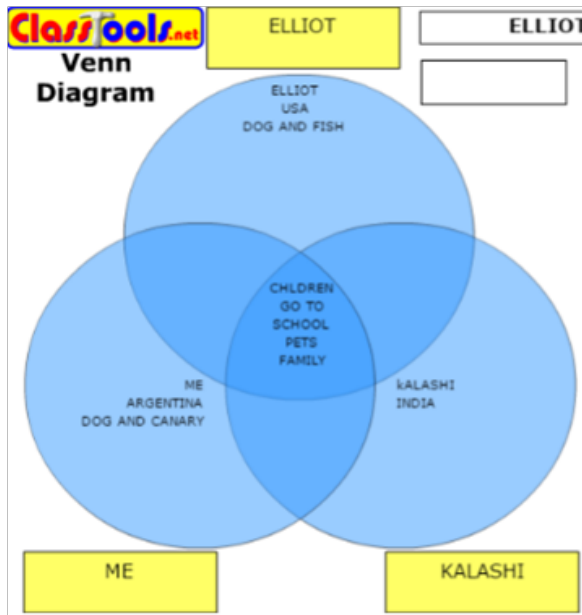 ClassTools.net
Venn
Diagram
ELLIOT
ELLIOT
ELLIOT
USA
DOG AND FISH
CHLDREN
GO TO
SCHOOL
PETS
FAMILY
ME
ARGENTINA
DOG AND CANARY
kALASHI
INDIA
ME
KALASHI